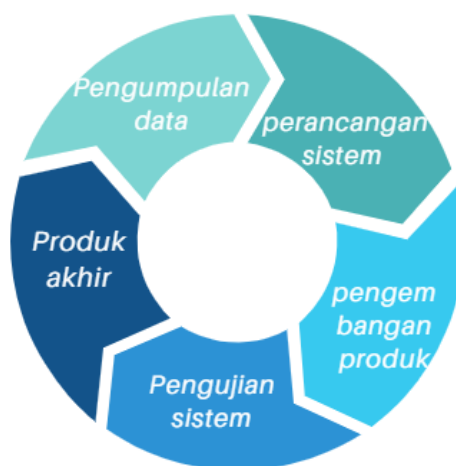 Pengumpulan
data
perancangan
sistem
pengem
bangan
produk
Pengujian
sistem
Produk
akhir